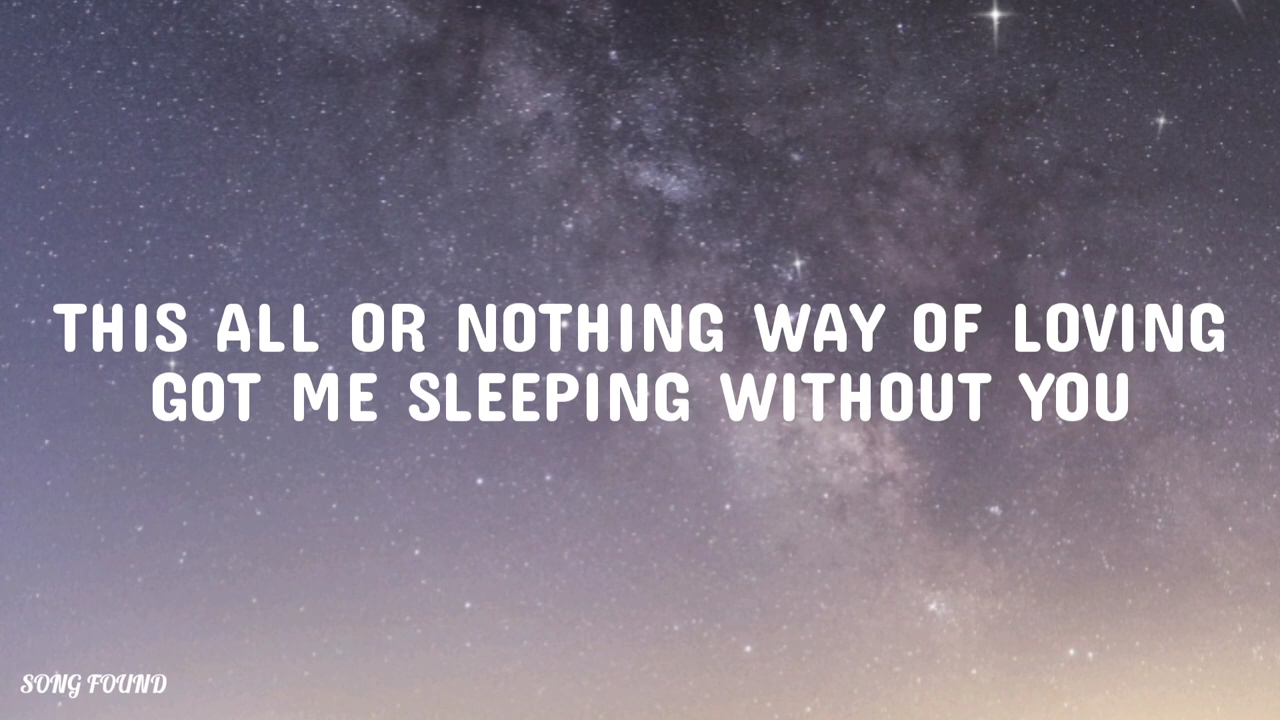 THIS ALL OR NOTHING WAY OF LOVING
GOT ME SLEEPING WITHOUT YOU
SONG FOUND